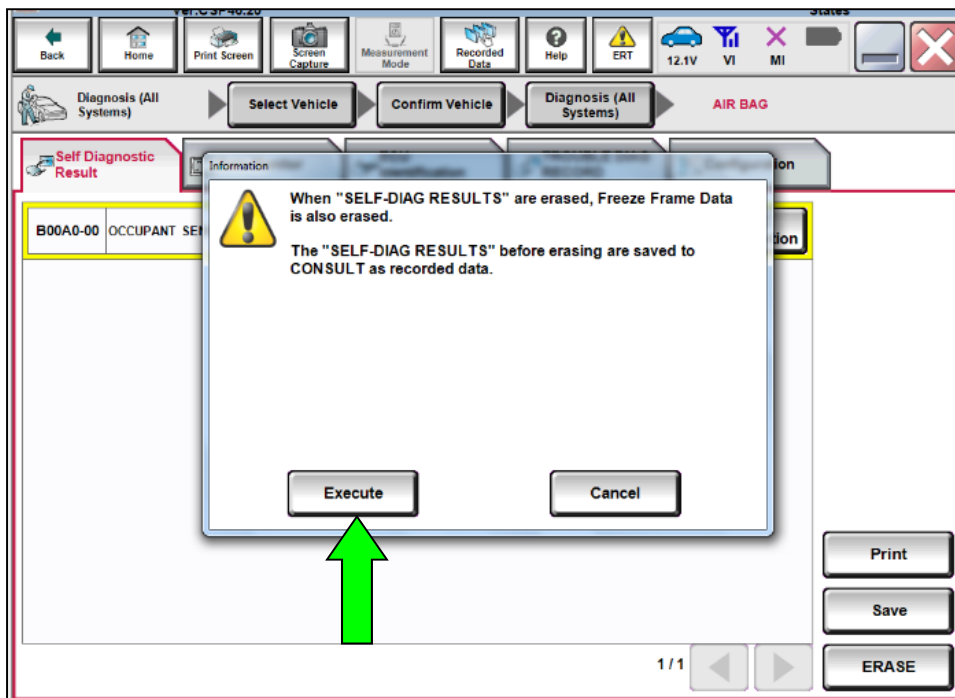 Back
Home
Print Screen
Screen
Capture
Measurement
Mode
Recorded
Data
Help
ERT
12.1V
VI
MI
Diagnosis (All
Systems)
Select Vehicle
Confirm Vehicle
Diagnosis (All
Systems)
AIR BAG
Self Diagnostic
Result
Information
When "SELF-DIAG RESULTS" are erased, Freeze Frame Data
is also erased.
The "SELF-DIAG RESULTS" before erasing are saved to
CONSULT as recorded data.
B00A0-00
OCCUPANT
Execute
Cancel
Print
Save
1/1
ERASE